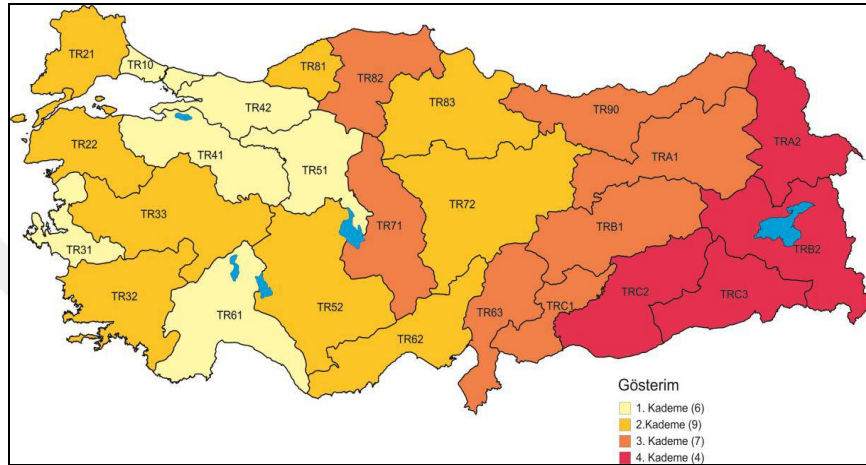 TR21
TR10
TR81
TR82
TR42
TR83
TR90
TR22
TR41
TR51
TRA1
TRA2
TR33
TR72
TR71
TRB1
TR31
TRB2
TR32
TR52
TR61
TR62
TR63
TRC1
TRC2
TRC3
Gösterim
1. Kademe (6)
2.Kademe (9)
3. Kademe (7)
4. Kademe (4)